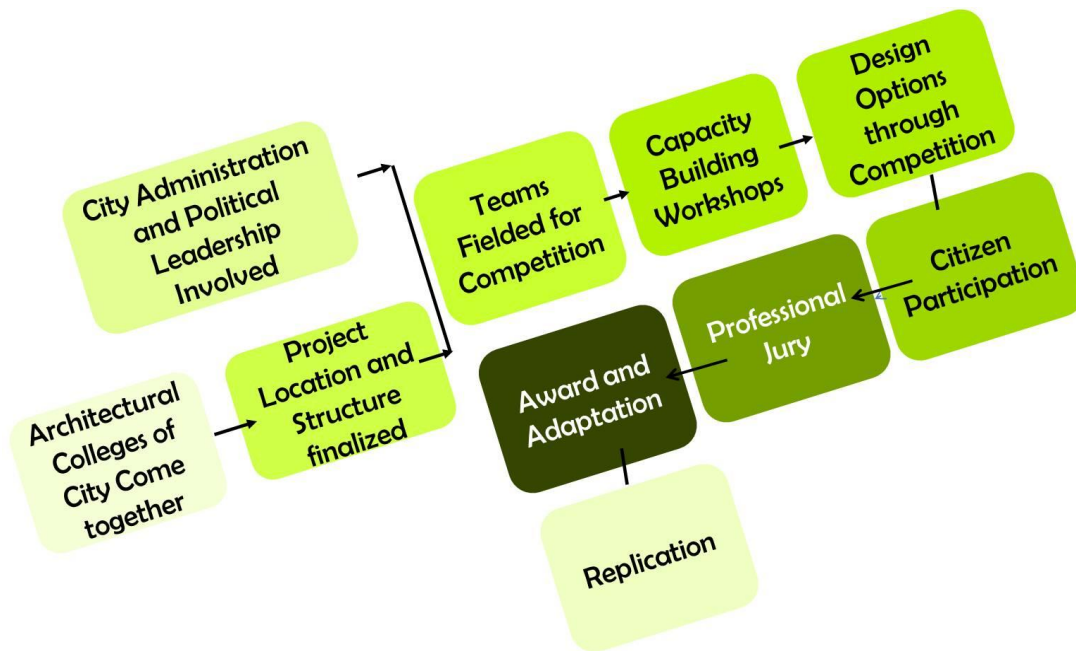 City Administration
and Political
Leadership
Involved
Architectural
Colleges of
City Come
together
Project
Location and
Structure
finalized
Teams
Fielded for
Competition
Capacity
Building
Workshops
Design
Options
through
Competition
Citizen
Participation
Professional
Jury
Award and
Adaptation
Replication